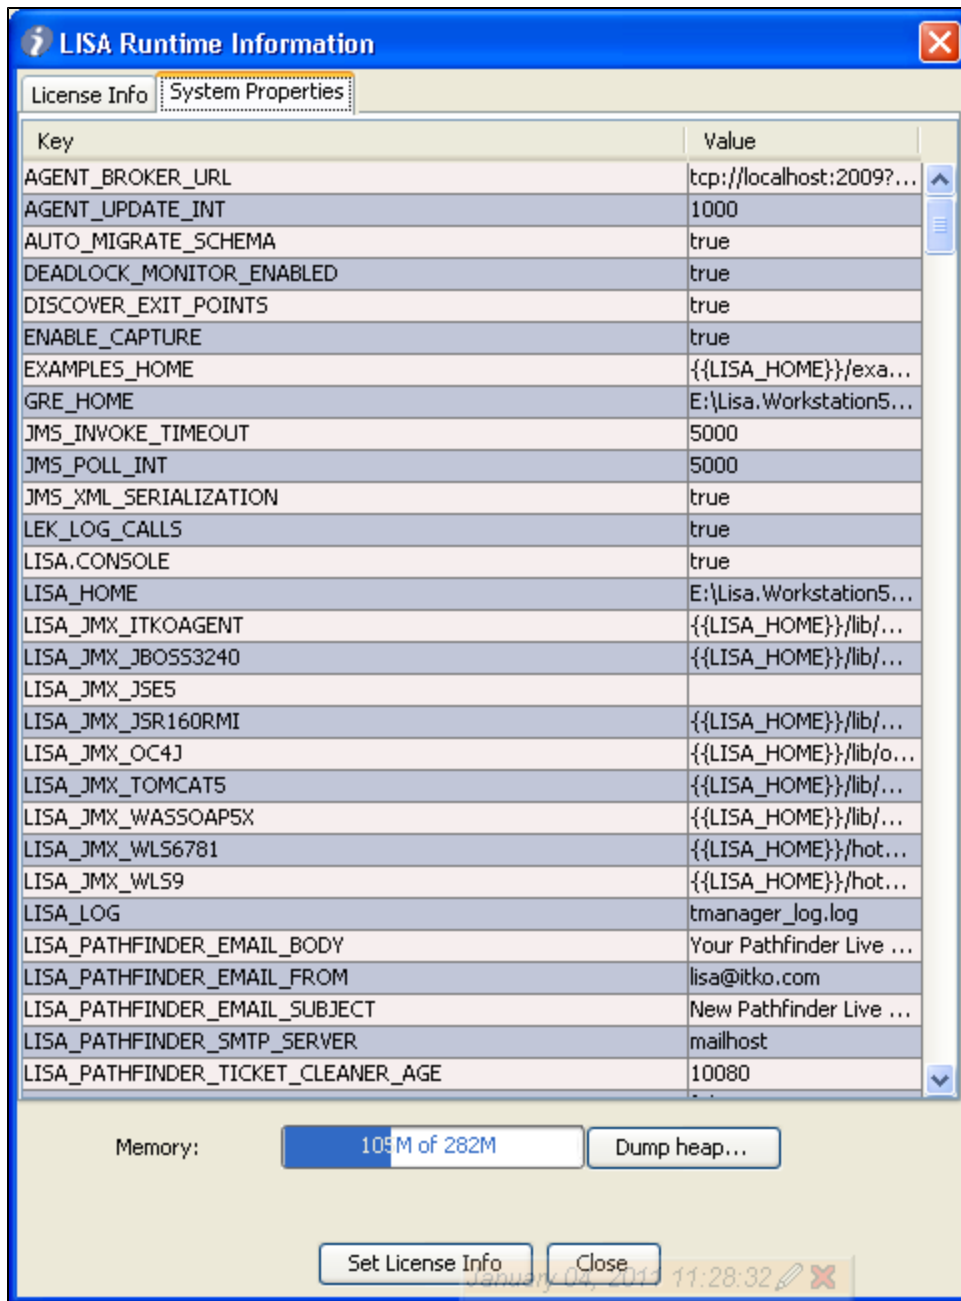 LISA Runtime Information
License Info System Properties
Key Value
AGENT_BROKER_URL tcp://localhost:2009?...
AGENT_UPDATE_INT 1000
AUTO_MIGRATE_SCHEMA true
DEADLOCK_MONITOR_ENABLED true
DISCOVER_EXIT_POINTS true
ENABLE_CAPTURE true
EXAMPLES_HOME {{LISA_HOME}}/exa...
GRE_HOME E:\Lisa.Workstation5...
JMS_INVOKE_TIMEOUT 5000
JMS_POLL_INT 5000
JMS_XML_SERIALIZATION true
LEK_LOG_CALLS true
LISA.CONSOLE true
LISA_HOME E:\Lisa.Workstation5...
LISA_JMX_ITKOAGENT {{LISA_HOME}}/lib/...
LISA_JMX_JBOSS3240 {{LISA_HOME}}/lib/...
LISA_JMX_JSE5
LISA_JMX_JSR160RMI {{LISA_HOME}}/lib/...
LISA_JMX_OC4J {{LISA_HOME}}/lib/o...
LISA_JMX_TOMCAT5 {{LISA_HOME}}/lib/...
LISA_JMX_WASSOAP5X {{LISA_HOME}}/lib/...
LISA_JMX_WLS6781 {{LISA_HOME}}/hot...
LISA_JMX_WLS9 {{LISA_HOME}}/hot...
LISA_LOG tmanager_log.log
LISA_PATHFINDER_EMAIL_BODY Your Pathfinder Live ...
LISA_PATHFINDER_EMAIL_FROM lisa@itko.com
LISA_PATHFINDER_EMAIL_SUBJECT New Pathfinder Live ...
LISA_PATHFINDER_SMTP_SERVER mailhost
LISA_PATHFINDER_TICKET_CLEANER_AGE 10080
Memory: 105M of 282M Dump heap...
Set License Info Close
January 04, 2011 11:28:32